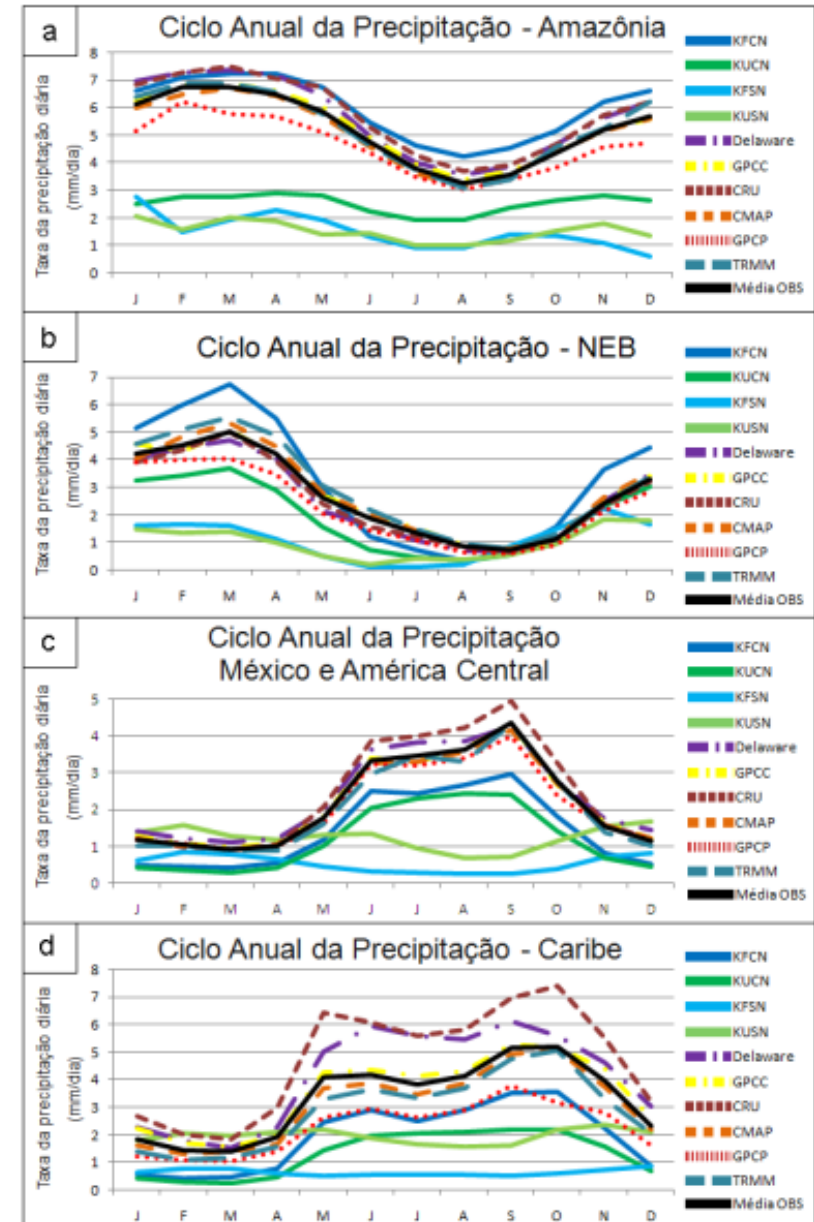 a
Ciclo Anual da Precipitação - Amazônia
Taxa da precipitação diária
(mm/dia)
8
7
6
5
4
3
2
1
0
J F M A M J J A S O N D
KFCN
KUCN
KFSN
KUSN
Delaware
GPCC
CRU
CMAP
GPCP
TRMM
Média OBS
b
Ciclo Anual da Precipitação - NEB
Taxa da precipitação diária
(mm/dia)
7
6
5
4
3
2
1
0
J F M A M J J A S O N D
KFCN
KUCN
KFSN
KUSN
Delaware
GPCC
CRU
CMAP
GPCP
TRMM
Média OBS
c
Ciclo Anual da Precipitação
México e América Central
Taxa da precipitação diária
(mm/dia)
5
4
3
2
1
0
J F M A M J J A S O N D
KFCN
KUCN
KFSN
KUSN
Delaware
GPCC
CRU
CMAP
GPCP
TRMM
Média OBS
d
Ciclo Anual da Precipitação - Caribe
Taxa da precipitação diária
(mm/dia)
8
7
6
5
4
3
2
1
0
J F M A M J J A S O N D
KFCN
KUCN
KFSN
KUSN
Delaware
GPCC
CRU
CMAP
GPCP
TRMM
Média OBS